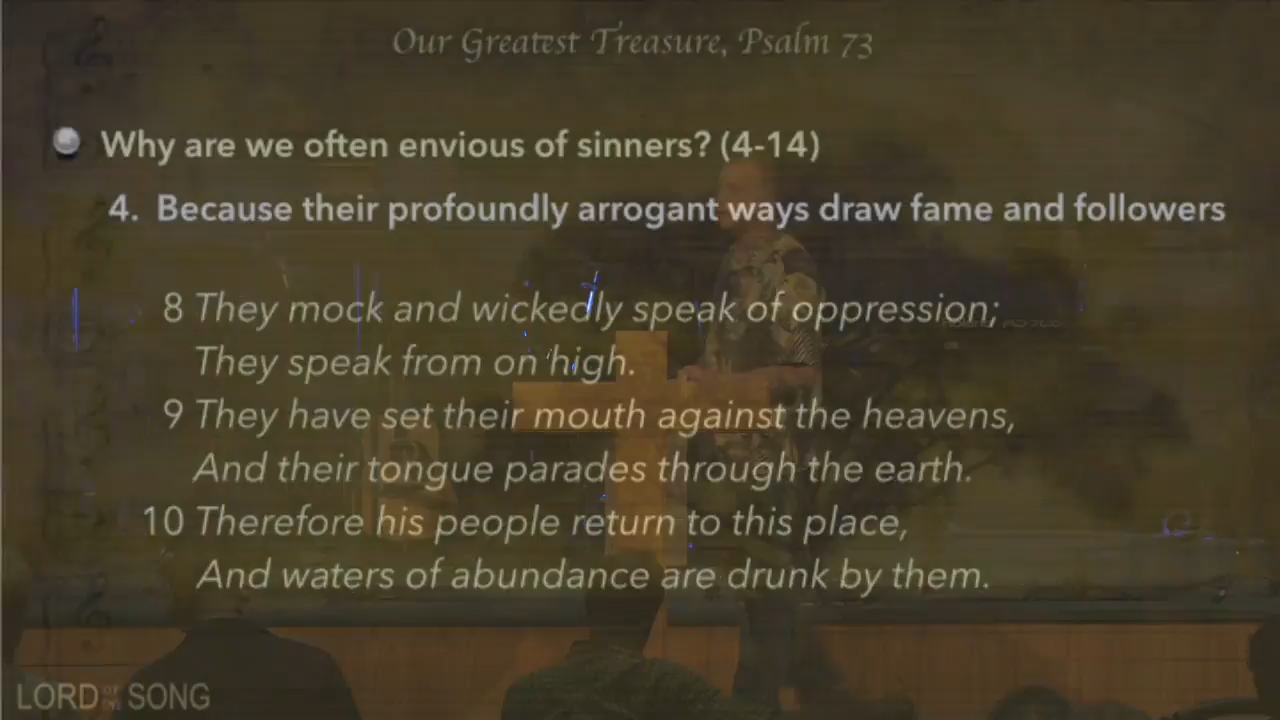 Our Greatest Treasure, Psalm 73
Why are we often envious of sinners? (4-14)
4. Because their profoundly arrogant ways draw fame and followers
8 They mock and wickedly speak of oppression;
They speak from on high.
9 They have set their mouth against the heavens,
And their tongue parades through the earth.
10 Therefore his people return to this place,
And waters of abundance are drunk by them.
LORD OF THE SONG